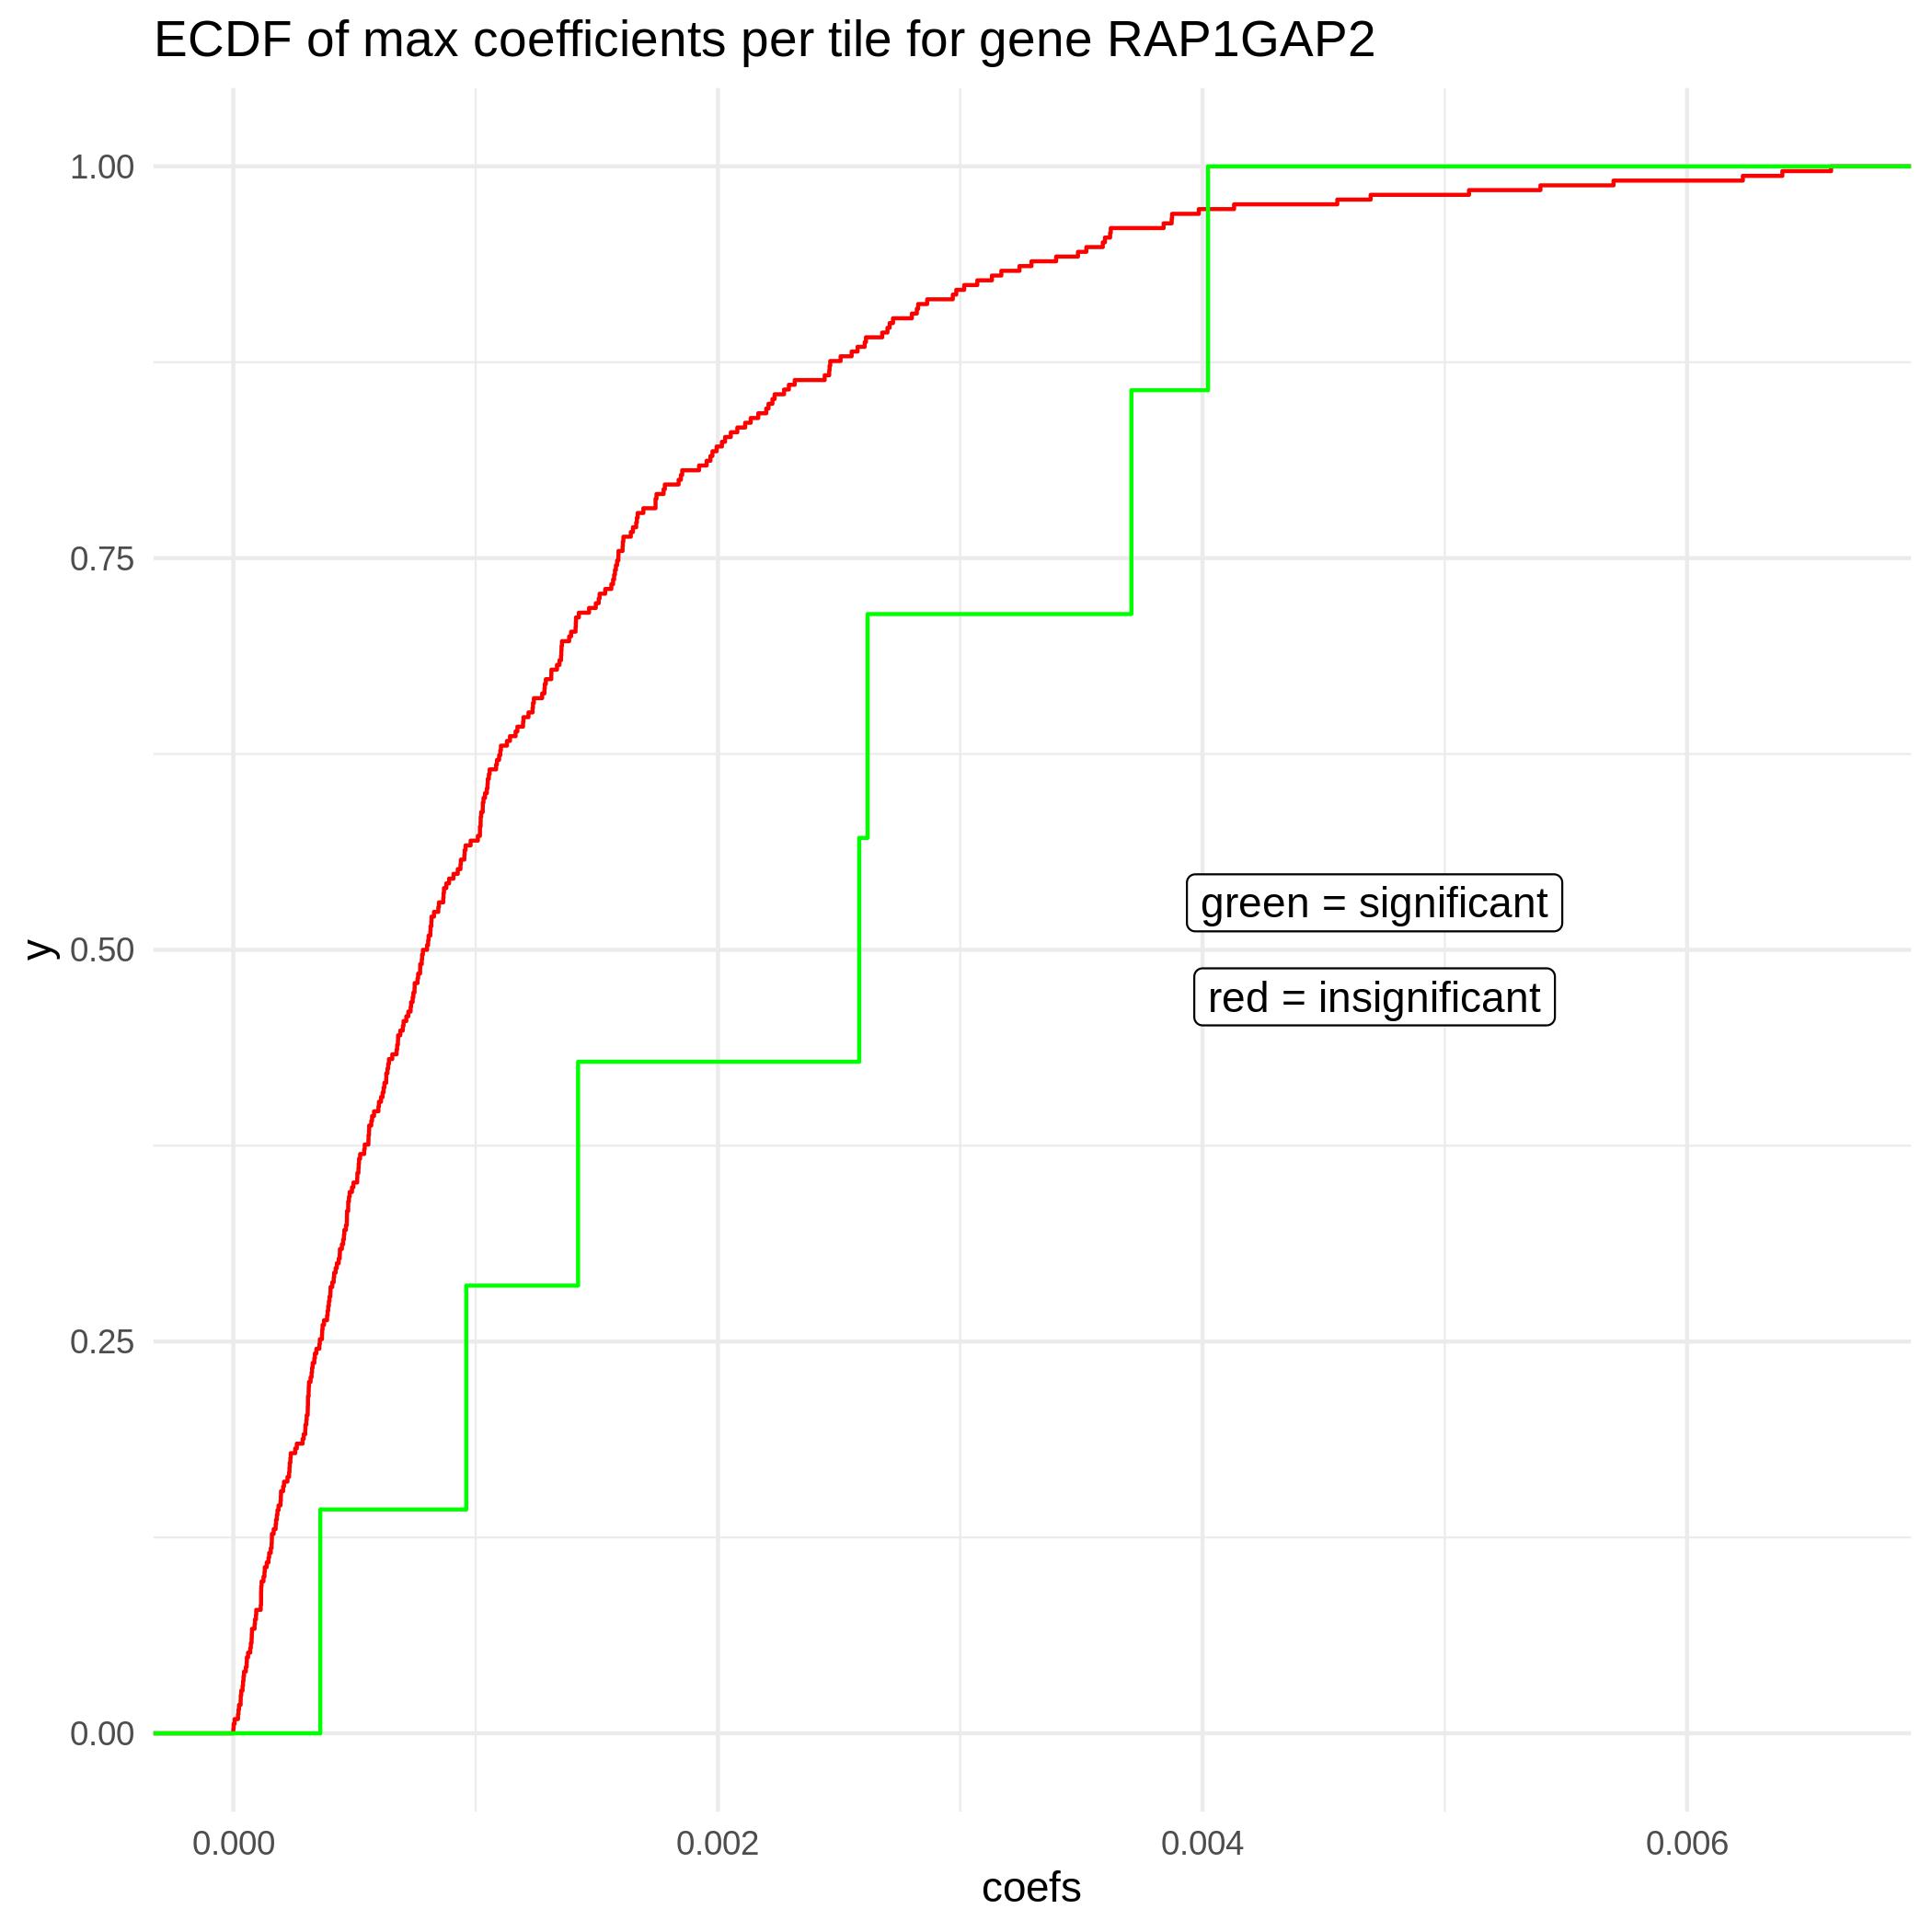 ECDF of max coefficients per tile for gene RAP1GAP2
1.00
0.75
0.50
0.25
0.00
y
green = significant
red = insignificant
0.000 0.002 0.004 0.006
coefs